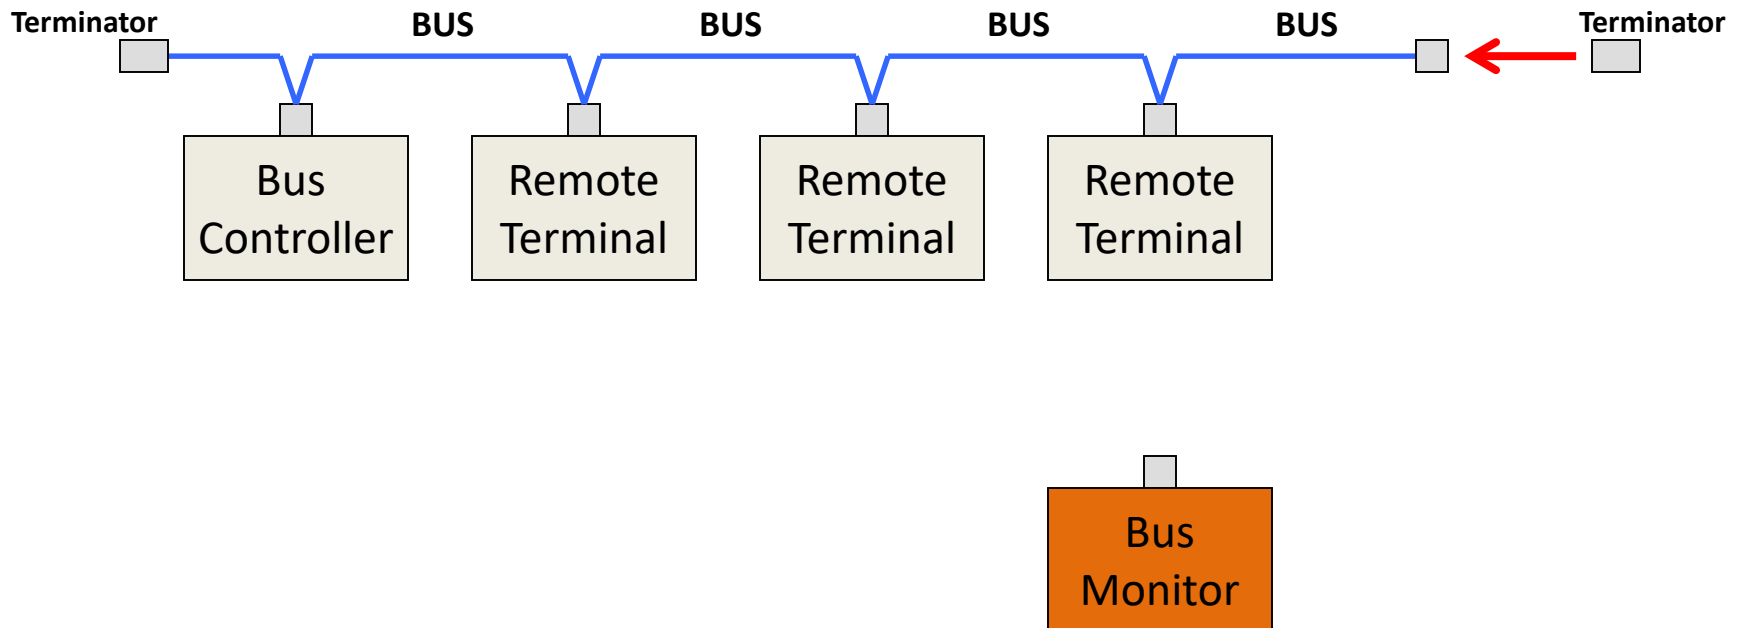 Terminator BUS BUS BUS BUS Terminator
Bus
Controller
Remote
Terminal
Remote
Terminal
Remote
Terminal
Bus
Monitor